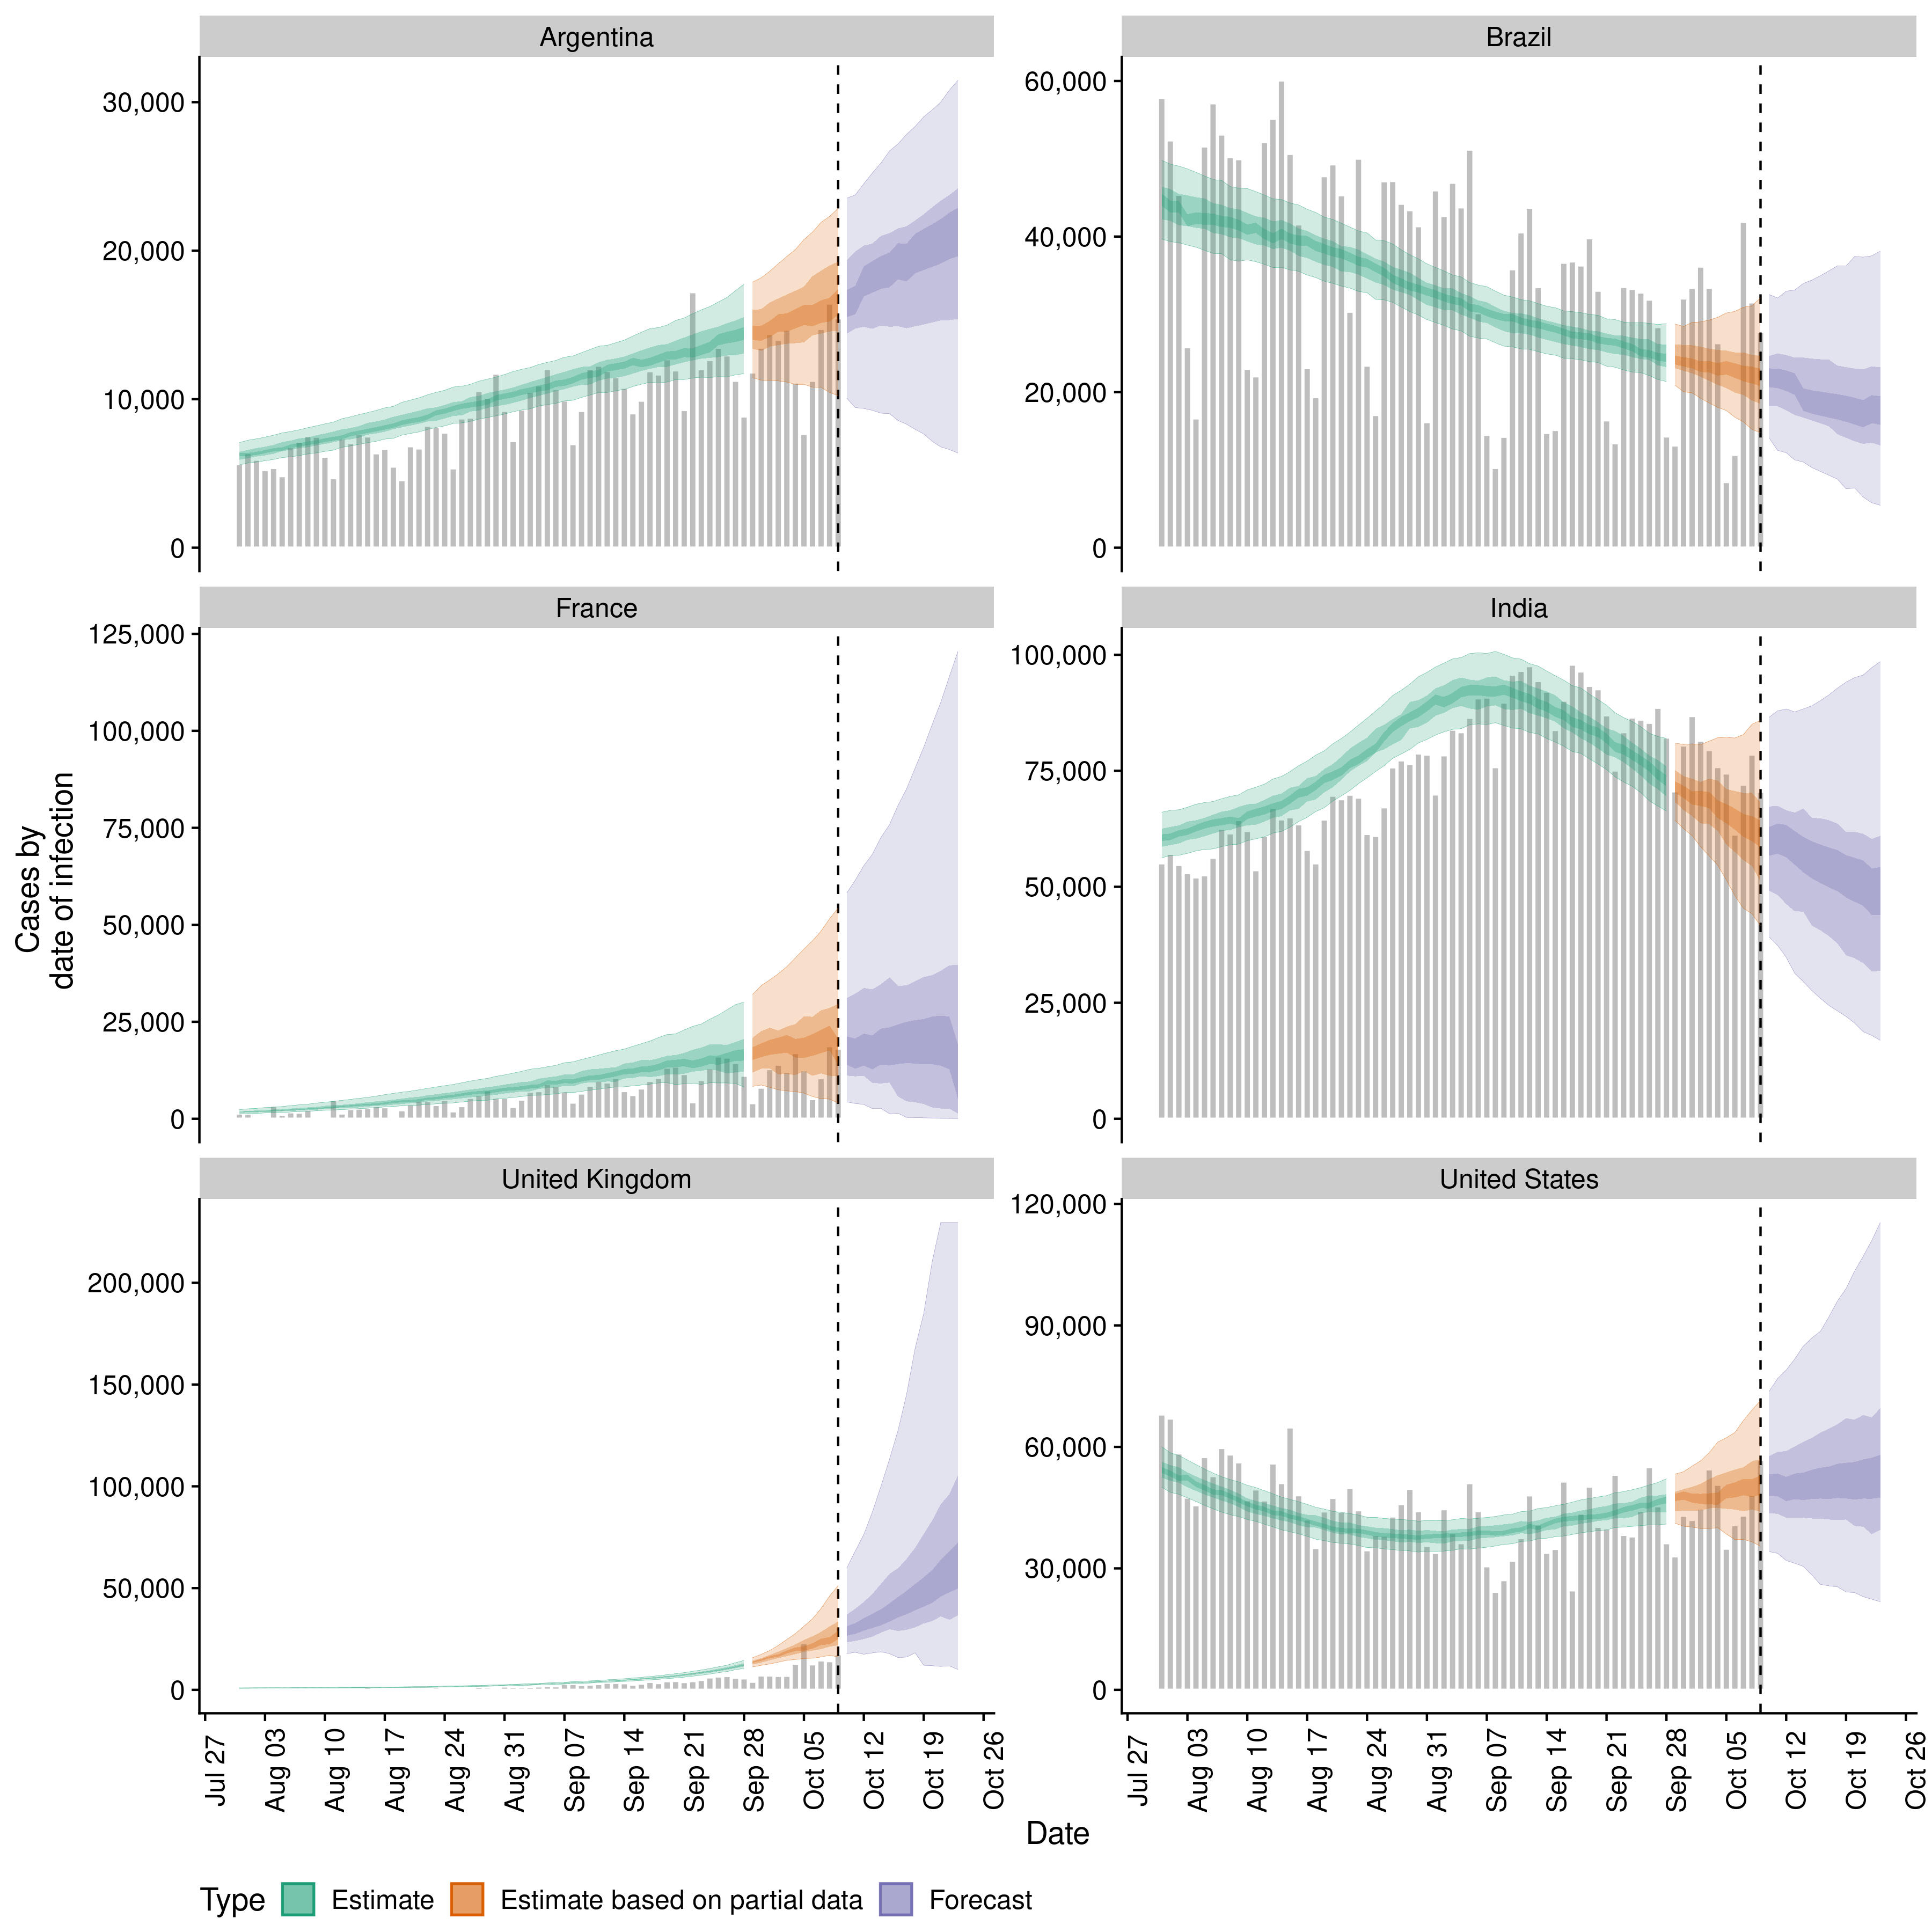 Argentina
Brazil
30,000
20,000
10,000
0
60,000
40,000
20,000
0
France
India
125,000
100,000
75,000
50,000
25,000
0
100,000
75,000
50,000
25,000
0
United Kingdom
United States
200,000
150,000
100,000
50,000
0
120,000
90,000
60,000
30,000
0
Cases by
date of infection
Jul 27
Aug 03
Aug 10
Aug 17
Aug 24
Aug 31
Sep 07
Sep 14
Sep 21
Sep 28
Oct 05
Oct 12
Oct 19
Oct 26
Jul 27
Aug 03
Aug 10
Aug 17
Aug 24
Aug 31
Sep 07
Sep 14
Sep 21
Sep 28
Oct 05
Oct 12
Oct 19
Oct 26
Date
Type Estimate Estimate based on partial data Forecast